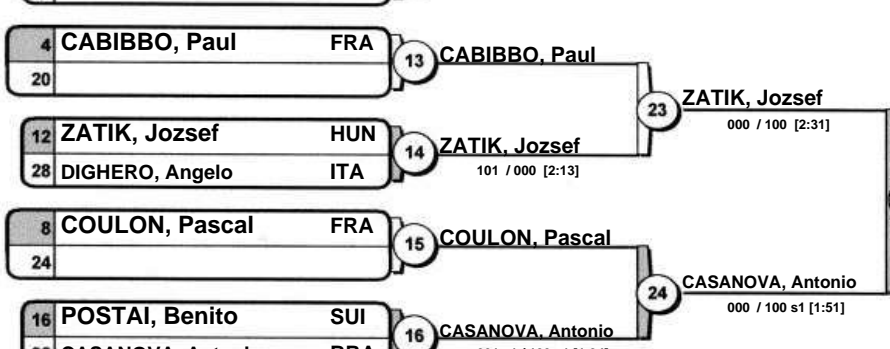 4 CABIBBO, Paul FRA
20
13
CABIBBO, Paul
12 ZATIK, Jozsef HUN
28 DIGHERO, Angelo ITA
14
ZATIK, Jozsef
101 / 000 [2:13]
23
ZATIK, Jozsef
000 / 100 [2:31]
8 COULON, Pascal FRA
24
15
COULON, Pascal
16 POSTAI, Benito SUI
CASANOVA, Antonio
16
CASANOVA, Antonio
24
CASANOVA, Antonio
000 / 100 s1 [1:51]